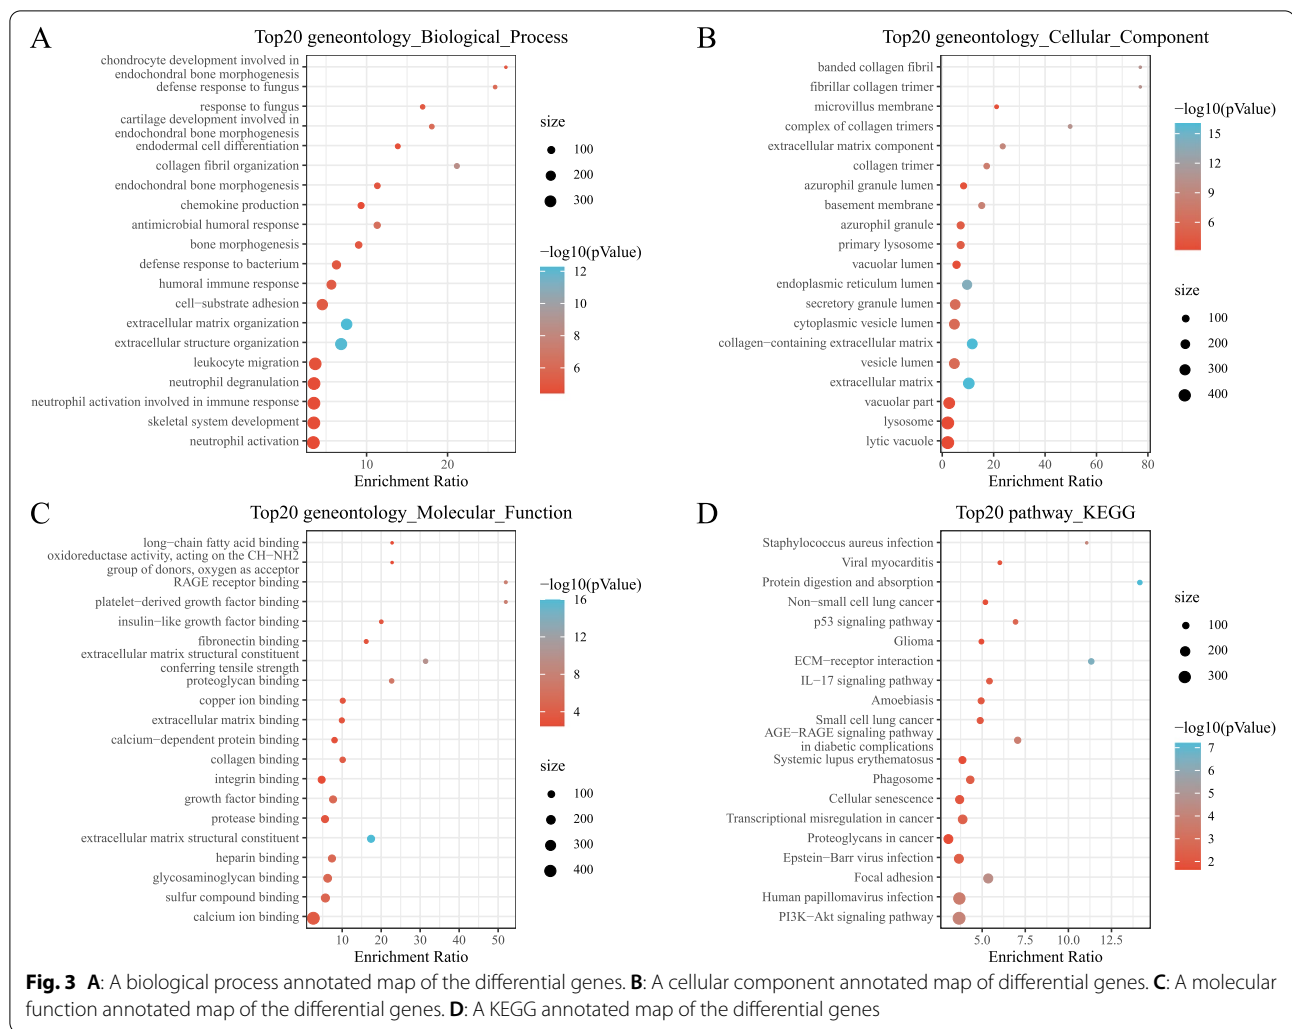 A
Top20 geneontology_Biological_Process
chondrocyte development involved in
endochondral bone morphogenesis
defense response to fungus
response to fungus
cartilage development involved in
endochondral bone morphogenesis
endodermal cell differentiation
collagen fibril organization
endochondral bone morphogenesis
chemokine production
antimicrobial humoral response
bone morphogenesis
defense response to bacterium
humoral immune response
cell−substrate adhesion
extracellular matrix organization
extracellular structure organization
leukocyte migration
neutrophil degranulation
neutrophil activation involved in immune response
skeletal system development
neutrophil activation
10 20
Enrichment Ratio
size
100
200
300
−log10(pValue)
12
10
8
6
B
Top20 geneontology_Cellular_Component
banded collagen fibril
fibrillar collagen trimer
microvillus membrane
complex of collagen trimers
extracellular matrix component
collagen trimer
azurophil granule lumen
basement membrane
azurophil granule
primary lysosome
vacuolar lumen
endoplasmic reticulum lumen
secretory granule lumen
cytoplasmic vesicle lumen
collagen−containing extracellular matrix
vesicle lumen
extracellular matrix
vacuolar part
lysosome
lytic vacuole
0 20 40 60 80
Enrichment Ratio
−log10(pValue)
15
12
9
6
size
100
200
300
400
C
Top20 geneontology_Molecular_Function
long−chain fatty acid binding
oxidoreductase activity, acting on the CH−NH2
group of donors, oxygen as acceptor
RAGE receptor binding
platelet−derived growth factor binding
insulin−like growth factor binding
fibronectin binding
extracellular matrix structural constituent
conferring tensile strength
proteoglycan binding
copper ion binding
extracellular matrix binding
calcium−dependent protein binding
collagen binding
integrin binding
growth factor binding
protease binding
extracellular matrix structural constituent
heparin binding
glycosaminoglycan binding
sulfur compound binding
calcium ion binding
10 20 30 40 50
Enrichment Ratio
−log10(pValue)
16
12
8
4
size
100
200
300
400
D
Top20 pathway_KEGG
Staphylococcus aureus infection
Viral myocarditis
Protein digestion and absorption
Non−small cell lung cancer
p53 signaling pathway
Glioma
ECM−receptor interaction
IL−17 signaling pathway
Amoebiasis
Small cell lung cancer
AGE−RAGE signaling pathway
in diabetic complications
Systemic lupus erythematosus
Phagosome
Cellular senescence
Transcriptional misregulation in cancer
Proteoglycans in cancer
Epstein−Barr virus infection
Focal adhesion
Human papillomavirus infection
PI3K−Akt signaling pathway
5.0 7.5 10.0 12.5
Enrichment Ratio
size
100
200
300
−log10(pValue)
7
6
5
4
3
2
Fig. 3 A: A biological process annotated map of the differential genes. B: A cellular component annotated map of differential genes. C: A molecular
function annotated map of the differential genes. D: A KEGG annotated map of the differential genes